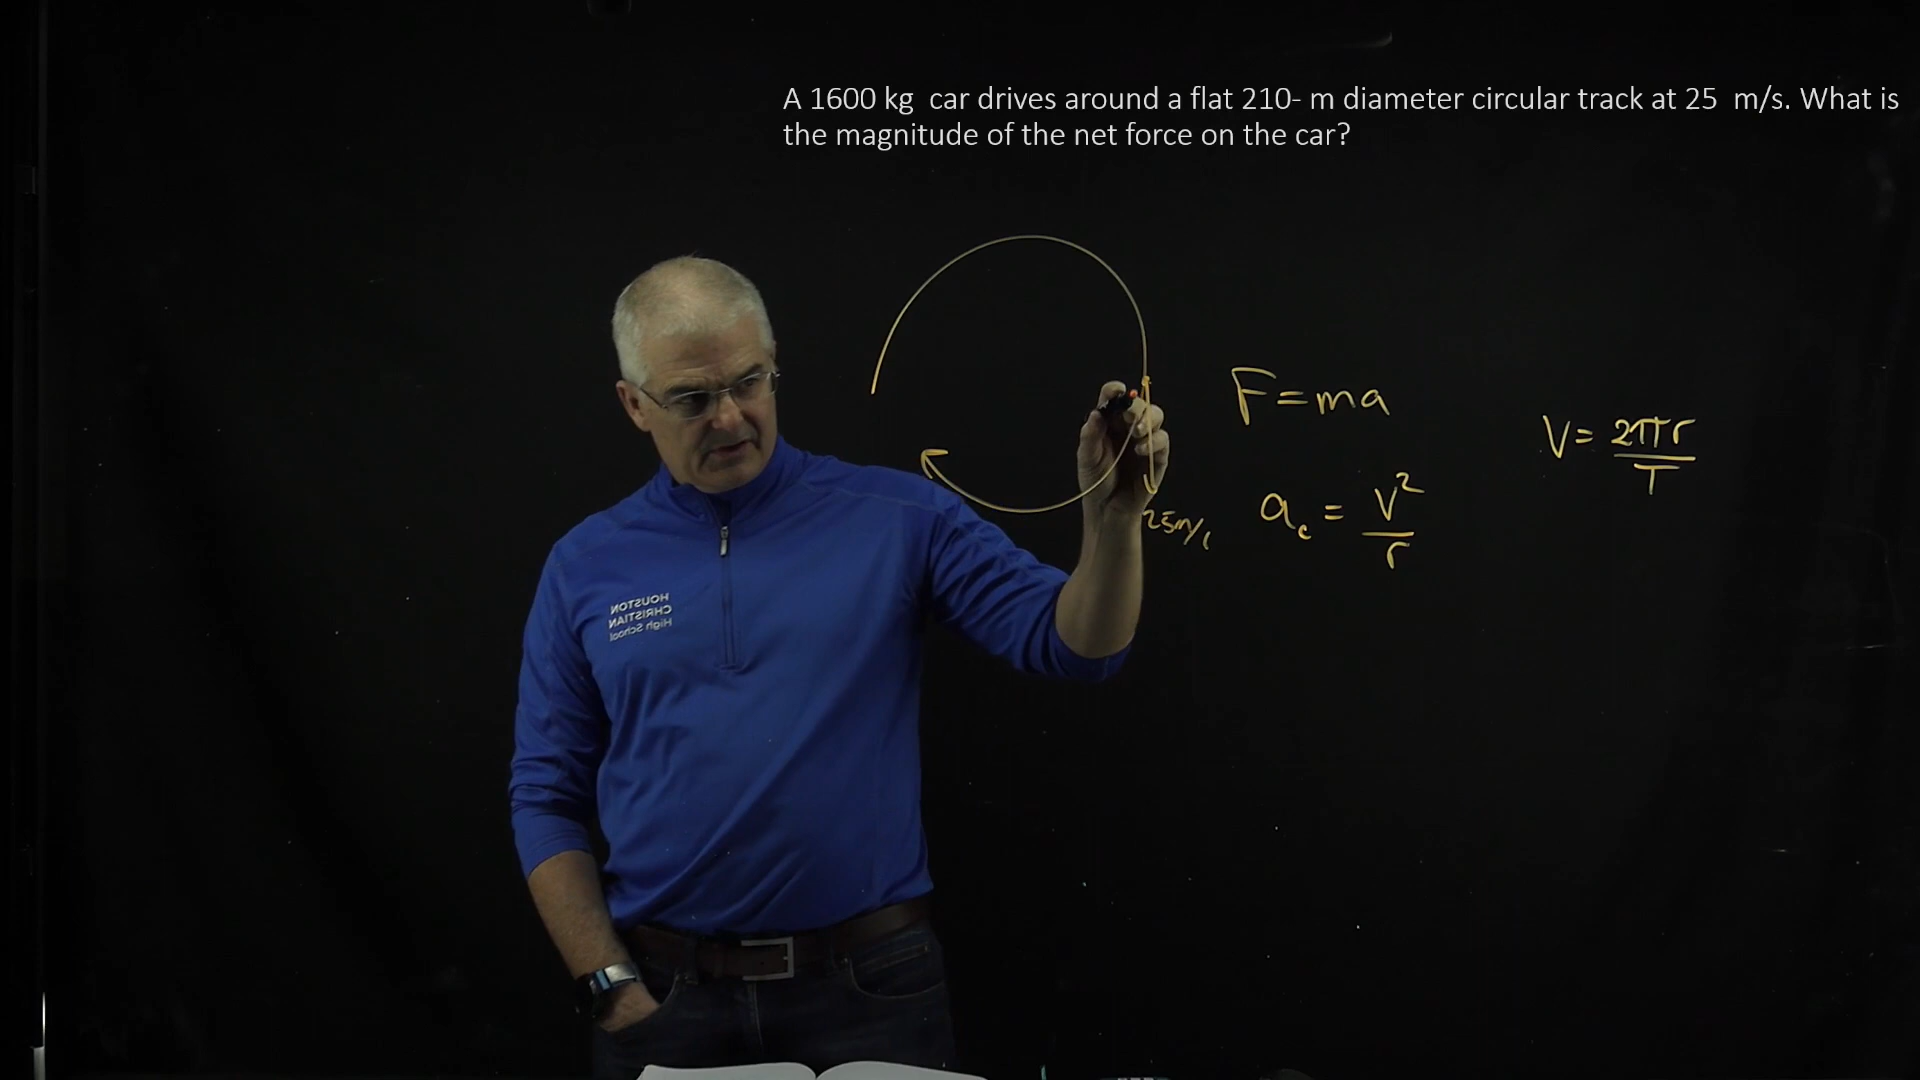 A 1600 kg  car drives around a flat 210- m diameter circular track at 25  m/s. What is
the magnitude of the net force on the car?
F = ma
V = 2πr / T
a_c = V² / r
25m/s
HOUSTON
CHRISTIAN
High School